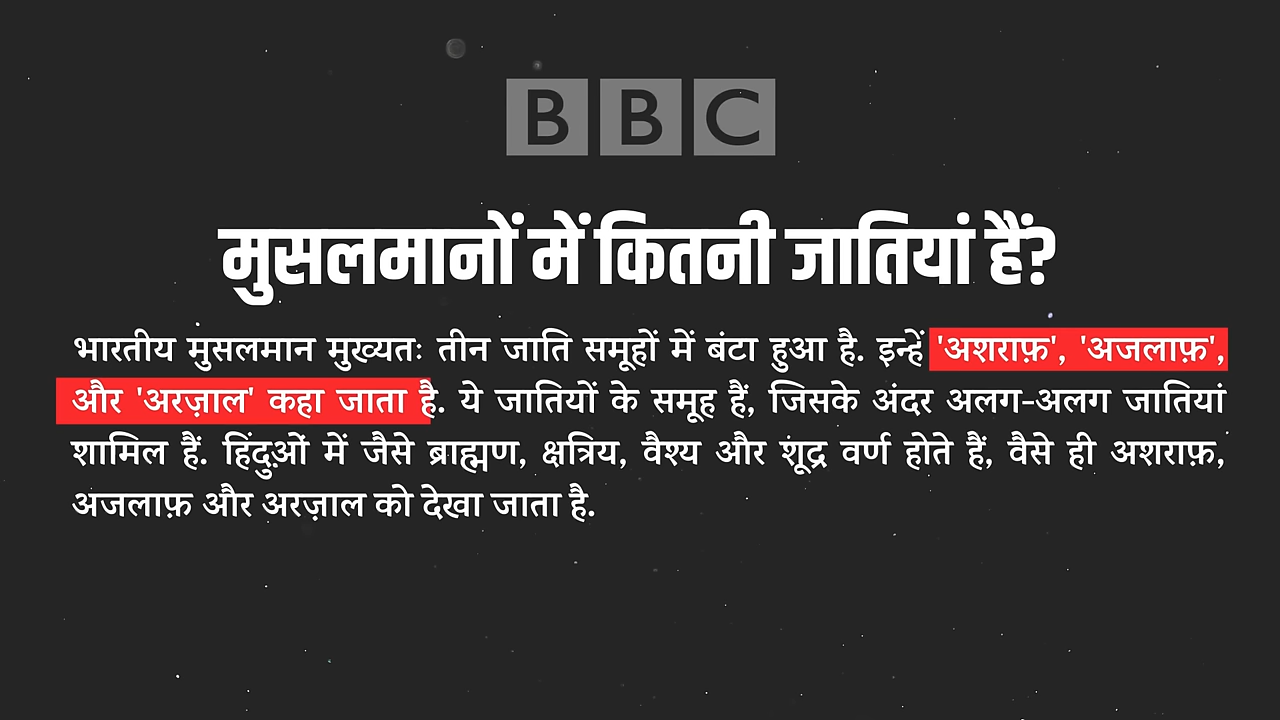 BBC
मुसलमानों में कितनी जातियां हैं?
भारतीय मुसलमान मुख्यतः तीन जाति समूहों में बंटा हुआ है. इन्हें 'अशराफ़', 'अजलाफ़',
और 'अरज़ाल' कहा जाता है. ये जातियों के समूह हैं, जिसके अंदर अलग-अलग जातियां
शामिल हैं. हिंदुओं में जैसे ब्राह्मण, क्षत्रिय, वैश्य और शूद्र वर्ण होते हैं, वैसे ही अशराफ़,
अजलाफ़ और अरज़ाल को देखा जाता है.